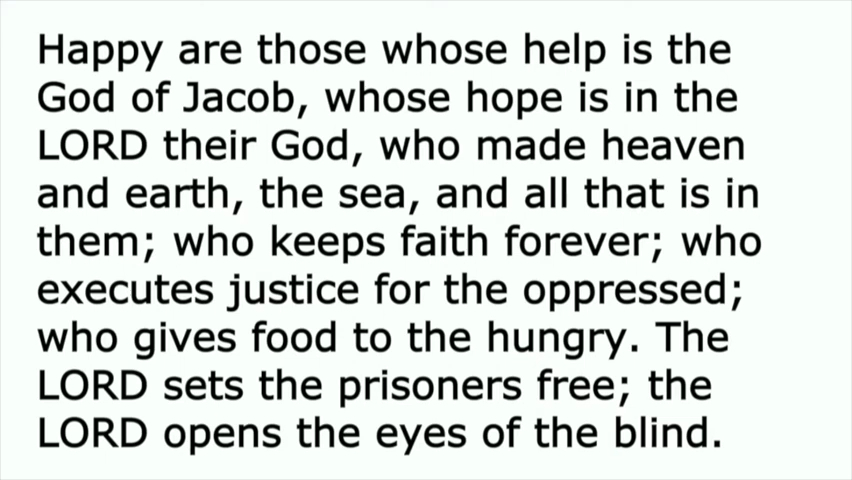 Happy are those whose help is the
God of Jacob, whose hope is in the
LORD their God, who made heaven
and earth, the sea, and all that is in
them; who keeps faith forever; who
executes justice for the oppressed;
who gives food to the hungry. The
LORD sets the prisoners free; the
LORD opens the eyes of the blind.